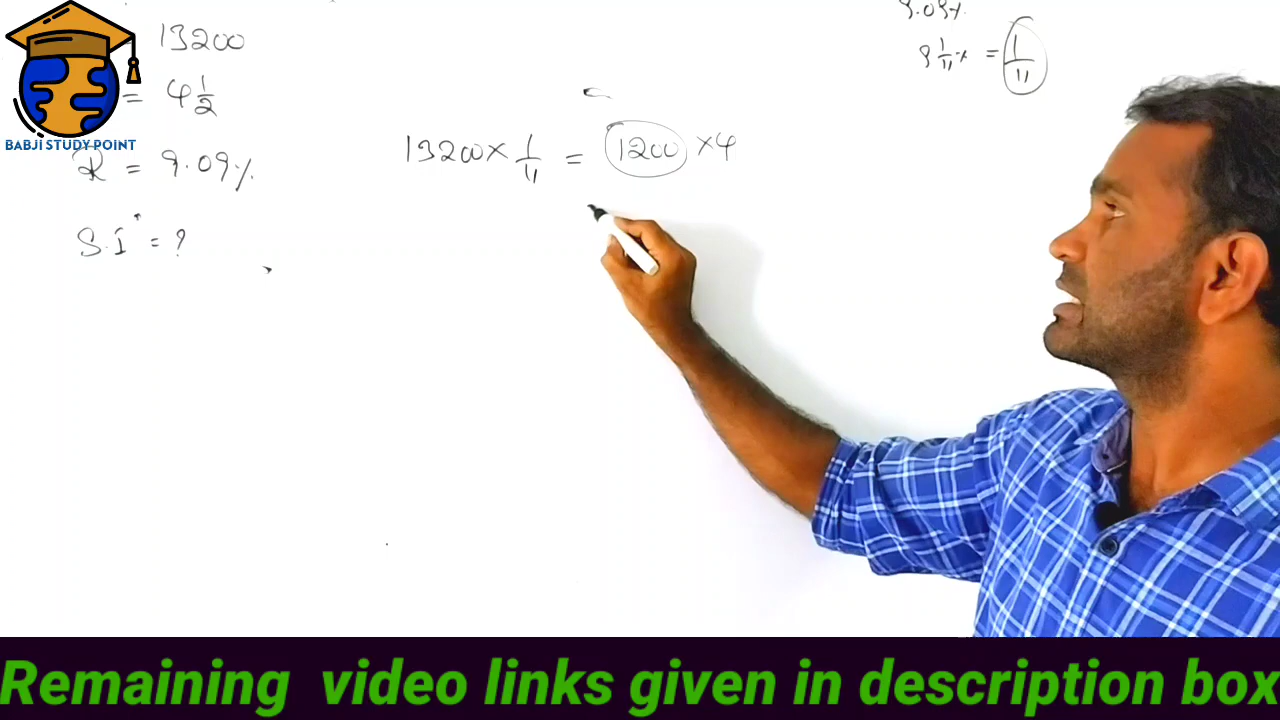 13200
= 4 1/2
R = 9.09%
S.I = ?
13200 × 1/11 = 1200 × 4
9.09%
9 1/11 % = 1/11
BABJI STUDY POINT
Remaining video links given in description box